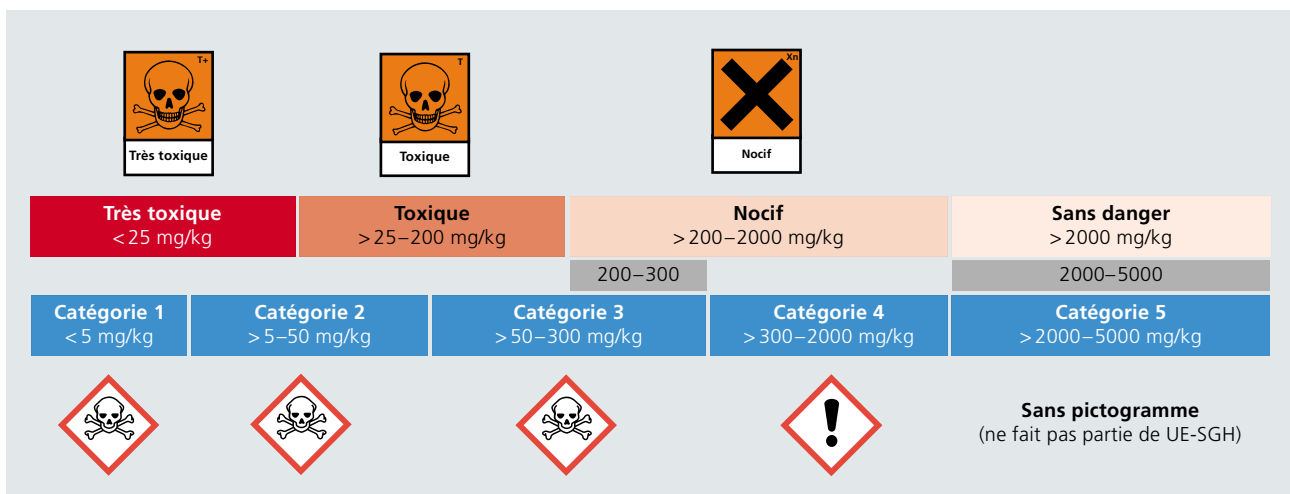 T+
T
Xn
Très toxique
Toxique
Nocif
Très toxique
<25 mg/kg
Toxique
>25–200 mg/kg
Nocif
>200–2000 mg/kg
Sans danger
>2000 mg/kg
200–300
2000–5000
Catégorie 1
<5 mg/kg
Catégorie 2
>5–50 mg/kg
Catégorie 3
>50–300 mg/kg
Catégorie 4
>300–2000 mg/kg
Catégorie 5
>2000–5000 mg/kg
!
Sans pictogramme
(ne fait pas partie de UE-SGH)